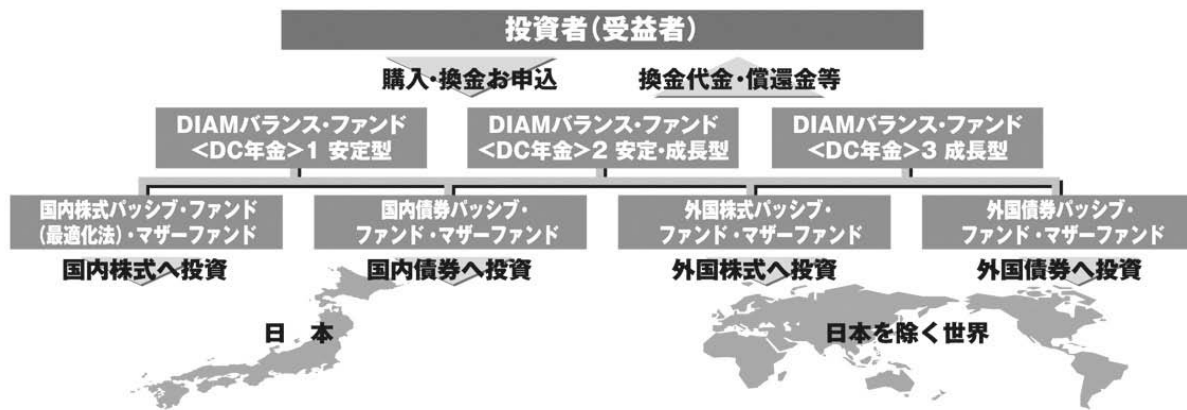 投資者(受益者)
購入・換金お申込
換金代金・償還金等
DIAMバランス・ファンド
<DC年金>1 安定型
DIAMバランス・ファンド
<DC年金>2 安定・成長型
DIAMバランス・ファンド
<DC年金>3 成長型
国内株式パッシブ・ファンド
(最適化法)・マザーファンド
国内債券パッシブ・
ファンド・マザーファンド
外国株式パッシブ・
ファンド・マザーファンド
外国債券パッシブ・
ファンド・マザーファンド
国内株式へ投資
国内債券へ投資
外国株式へ投資
外国債券へ投資
日 本
日本を除く世界